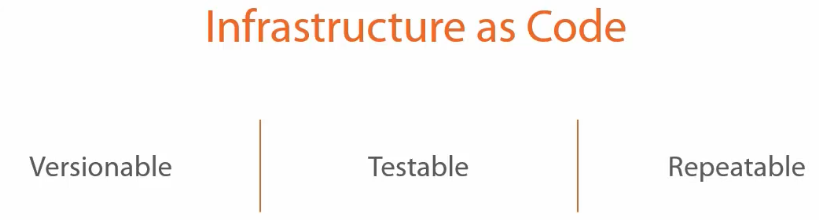 Infrastructure as Code
Versionable
Testable
Repeatable